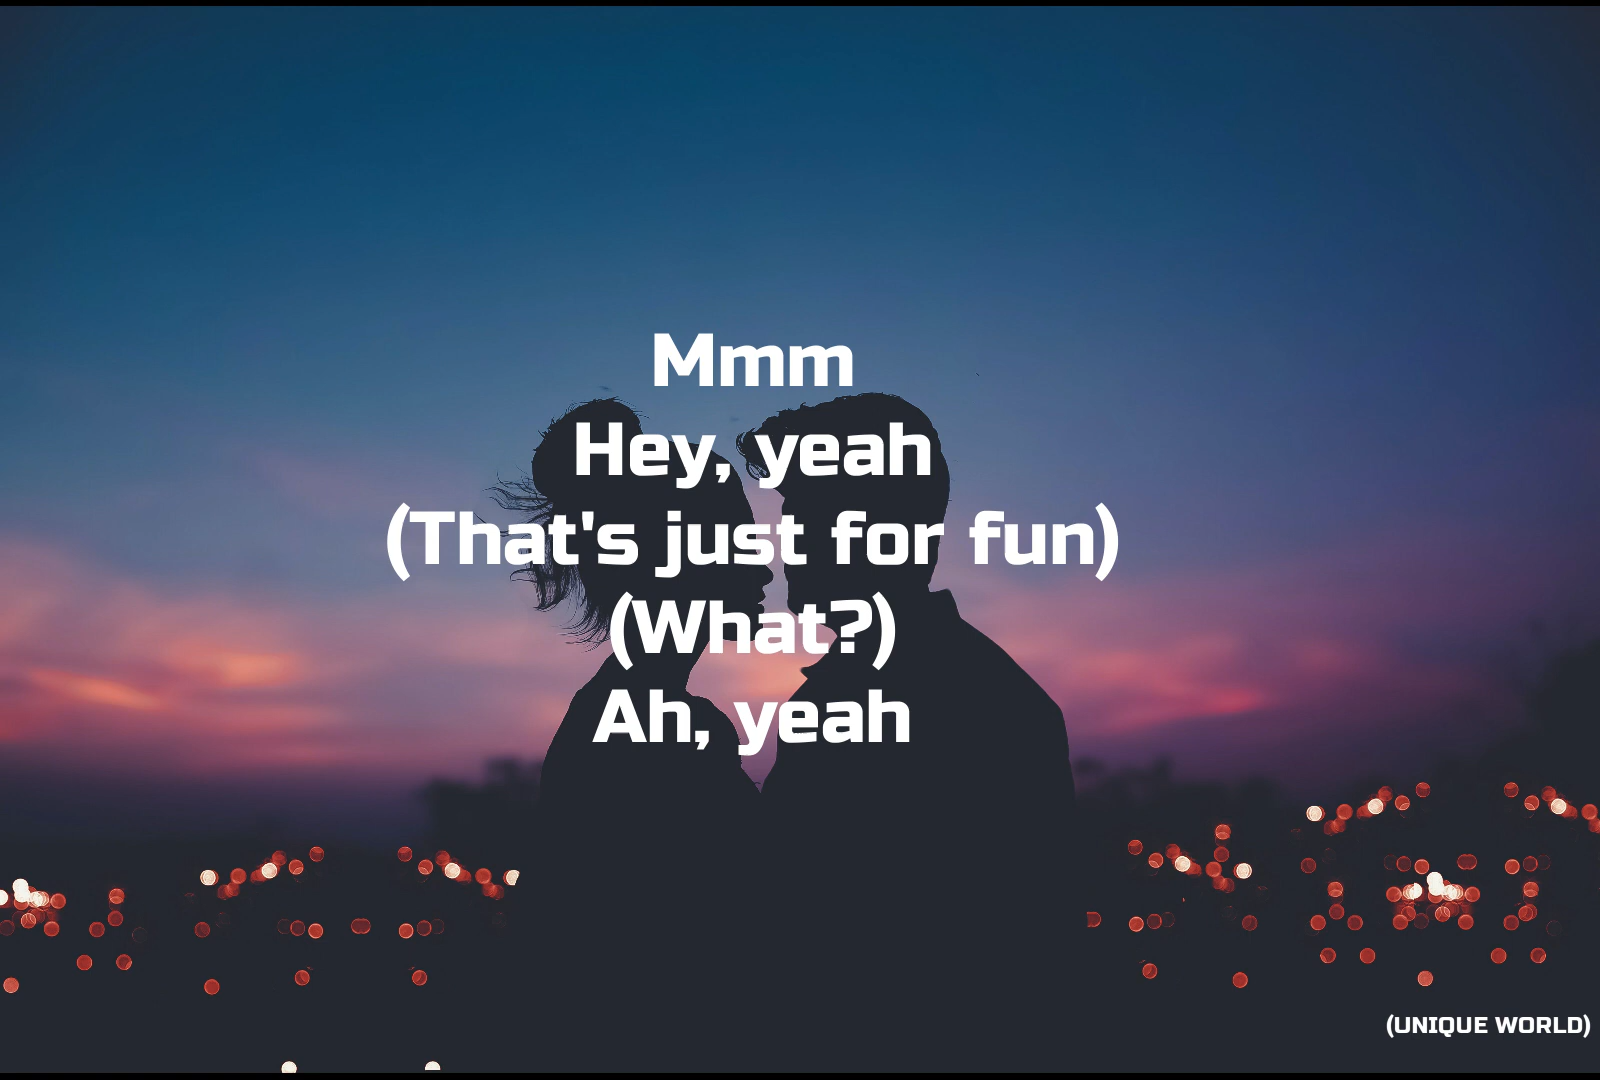 Mmm
Hey, yeah
(That's just for fun)
(What?)
Ah, yeah
(UNIQUE WORLD)